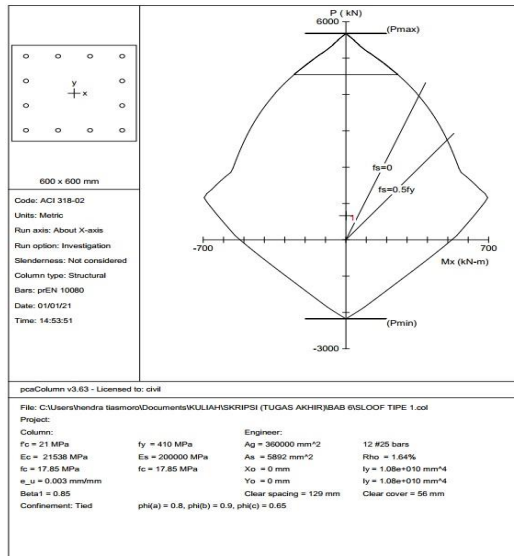 P ( kN)
6000
(Pmax)
y
x
600 x 600 mm
fs=0
fs=0.5fy
1
-700
700
Mx (kN-m)
(Pmin)
-3000
Code: ACI 318-02
Units: Metric
Run axis: About X-axis
Run option: Investigation
Slenderness: Not considered
Column type: Structural
Bars: prEN 10080
Date: 01/01/21
Time: 14:53:51
pcaColumn v3.63 - Licensed to: civil
File: C:\Users\hendra tiasmoro\Documents\KULIAH\SKRIPSI (TUGAS AKHIR)\BAB 6\SLOOF TIPE 1.col
Project:
Column: Engineer:
f'c = 21 MPa fy = 410 MPa Ag = 360000 mm^2 12 #25 bars
Ec = 21538 MPa Es = 200000 MPa As = 5892 mm^2 Rho = 1.64%
fc = 17.85 MPa fc = 17.85 MPa Xo = 0 mm Iy = 1.08e+010 mm^4
e_u = 0.003 mm/mm Yo = 0 mm Iy = 1.08e+010 mm^4
Beta1 = 0.85 Clear spacing = 129 mm Clear cover = 56 mm
Confinement: Tied phi(a) = 0.8, phi(b) = 0.9, phi(c) = 0.65